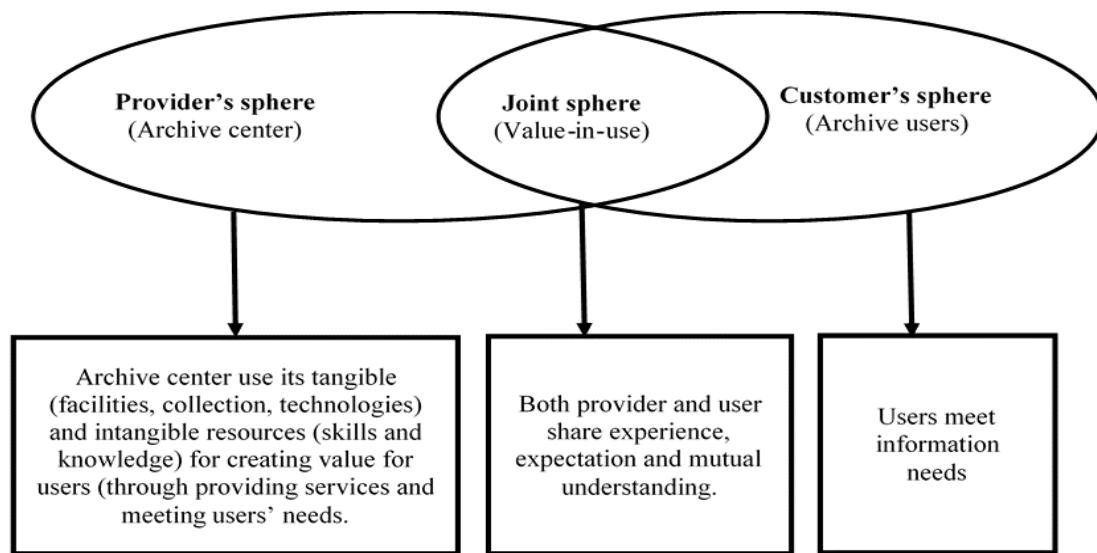 Provider's sphere
(Archive center)
Joint sphere
(Value-in-use)
Customer's sphere
(Archive users)
Archive center use its tangible
(facilities, collection, technologies)
and intangible resources (skills and
knowledge) for creating value for
users (through providing services and
meeting users' needs.
Both provider and user
share experience,
expectation and mutual
understanding.
Users meet
information
needs